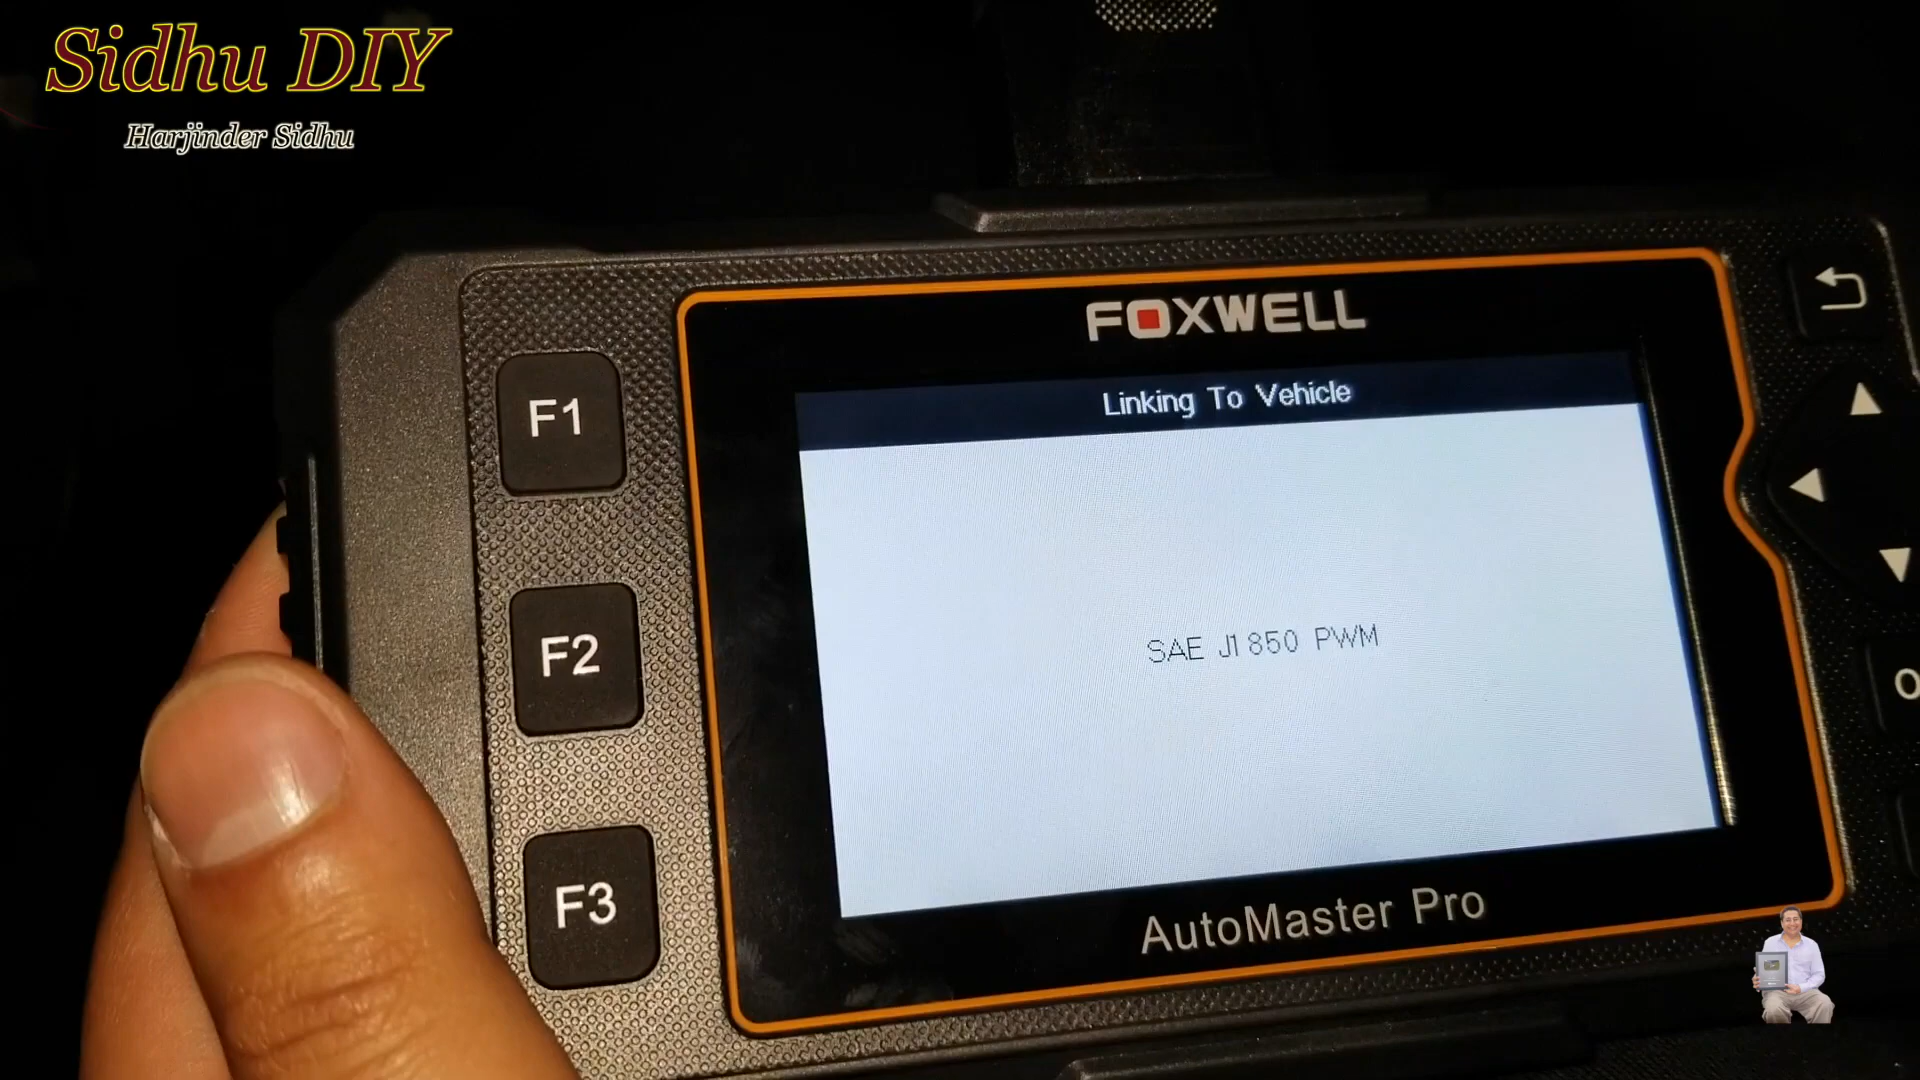 Sidhu DIY
Harjinder Sidhu
FOXWELL
Linking To Vehicle
F1
F2
SAE J1850 PWM
F3
AutoMaster Pro